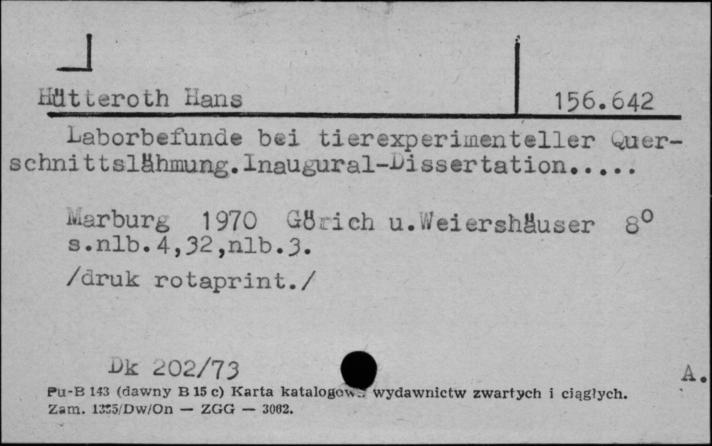 Hütteroth Hans 156.642
Laborbefunde bei tierexperimenteller Quer-
schnittslähmung.Inaugural-Dissertation.....
Marburg 1970 Görich u.Weiershäuser 8º
s.nlb.4,32,nlb.3.
/druk rotaprint./
Dk 202/73
A.
Pu-B 143 (dawny B 15 c) Karta katalogowa wydawnictw zwartych i ciągłych.
Zam. 1355/Dw/On — ZGG — 3002.